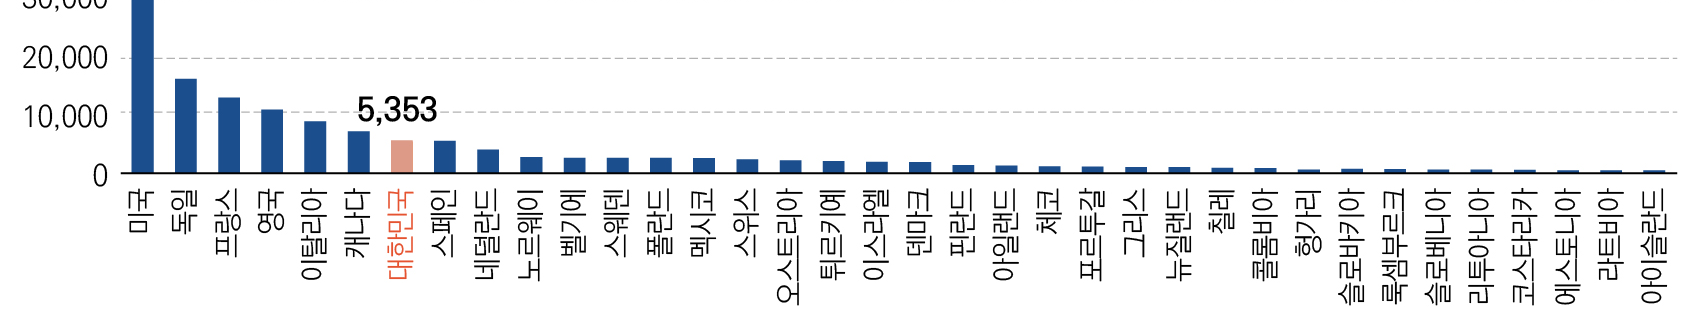 30,000
20,000
10,000
0
5,353
미국
독일
프랑스
영국
이탈리아
캐나다
대한민국
스페인
네덜란드
노르웨이
벨기에
스웨덴
폴란드
멕시코
스위스
오스트리아
튀르키예
이스라엘
덴마크
핀란드
아일랜드
체코
포르투갈
그리스
뉴질랜드
칠레
콜롬비아
헝가리
슬로바키아
룩셈부르크
슬로베니아
리투아니아
코스타리카
에스토니아
라트비아
아이슬란드